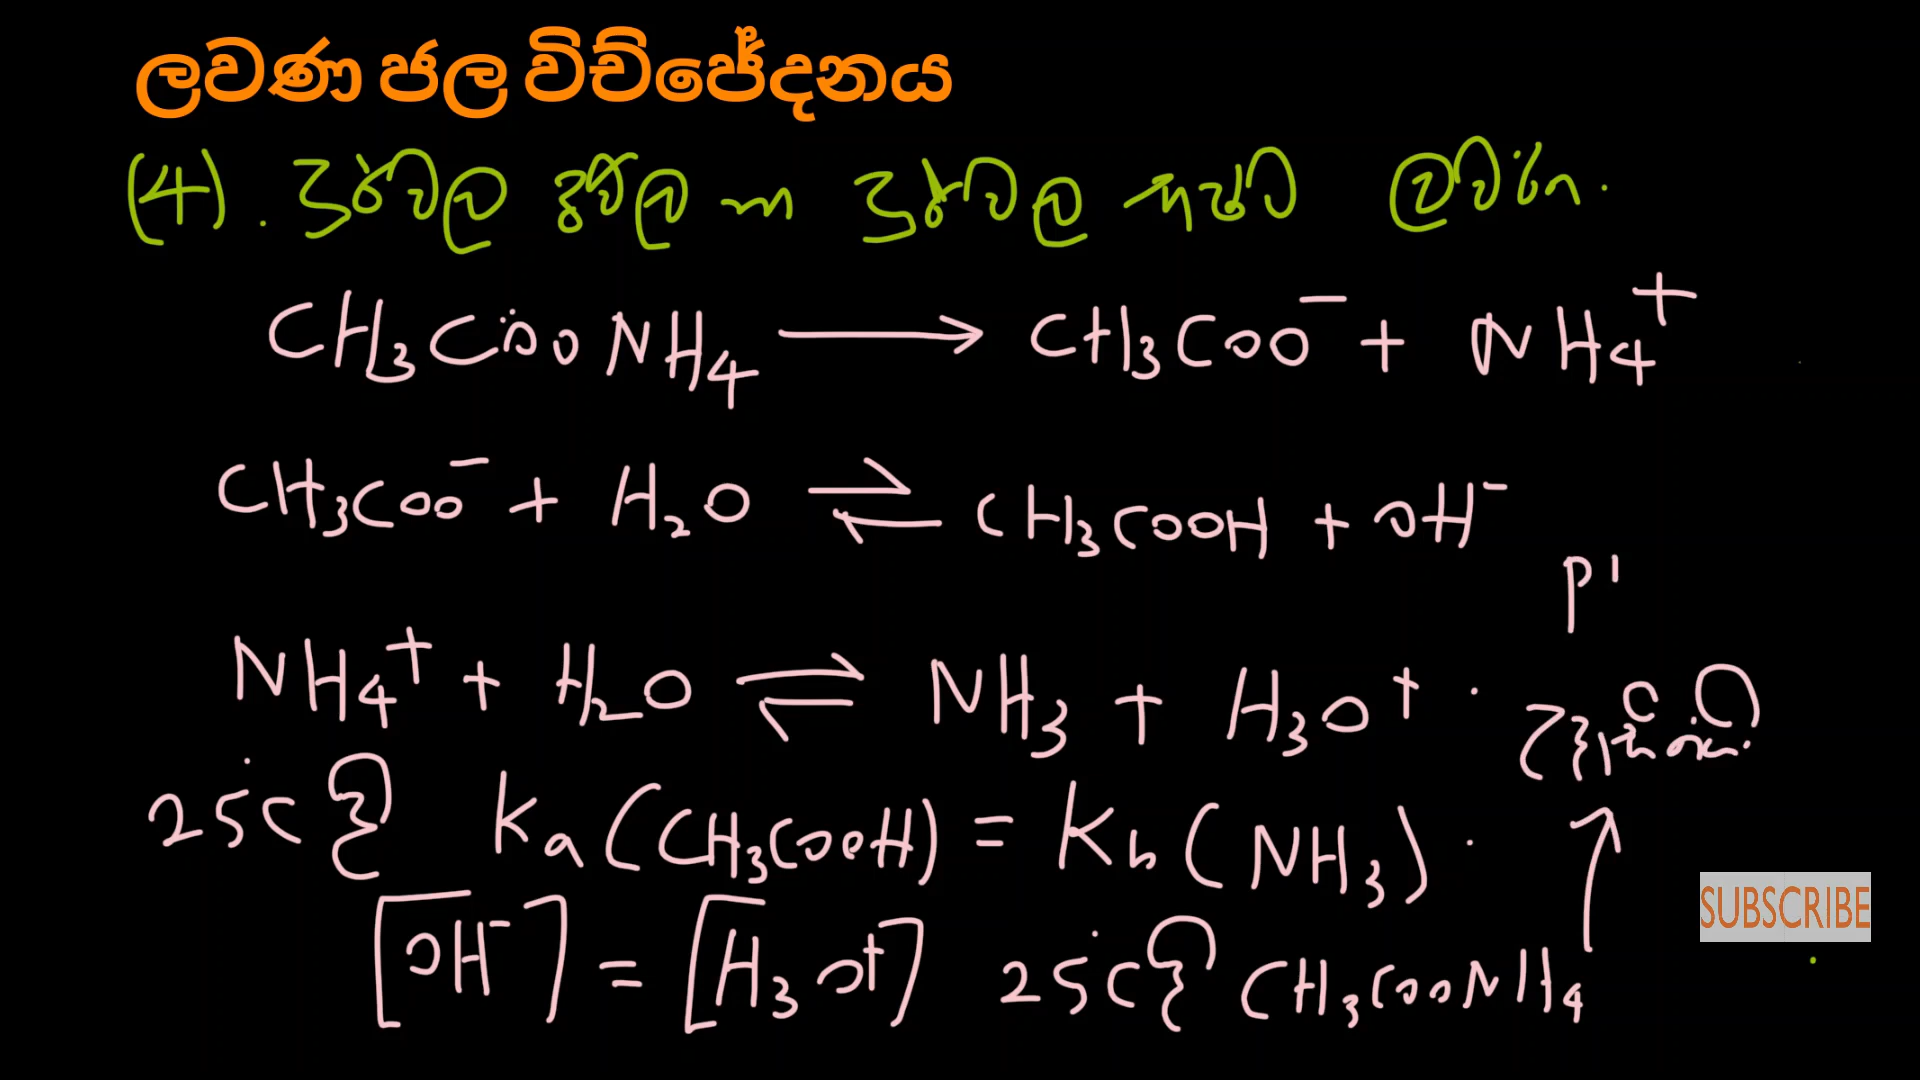 ලවණ ජල විච්ඡේදනය
(4). දුර්වල අම්ල හා දුර්වල භෂ්ම ලවණ.
CH₃COONH₄ ⟶ CH₃COO⁻ + NH₄⁺
CH₃COO⁻ + H₂O ⇌ CH₃COOH + OH⁻
P'
NH₄⁺ + H₂O ⇌ NH₃ + H₃O⁺.
25°C දී Ka (CH₃COOH) = Kb (NH₃).
SUBSCRIBE
[OH⁻] = [H₃O⁺] 25°C දී CH₃COONH₄